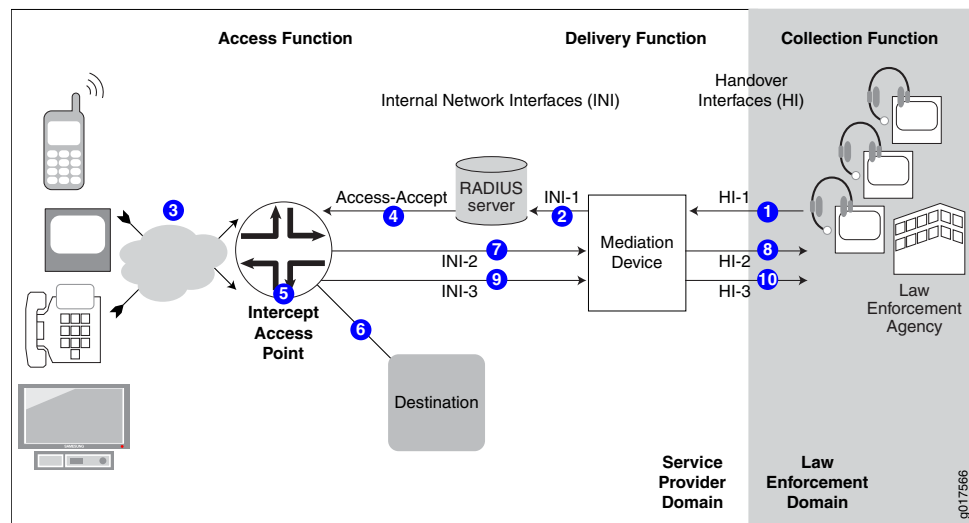 Access Function
Delivery Function
Collection Function
Internal Network Interfaces (INI)
Handover
Interfaces (HI)
3
Access-Accept
4
RADIUS
server
INI-1
2
HI-1
1
7
INI-2
9
INI-3
Mediation
Device
8
HI-2
10
HI-3
5
Intercept
Access
Point
6
Destination
Law
Enforcement
Agency
SAMSUNG
Service
Provider
Domain
Law
Enforcement
Domain
g017566